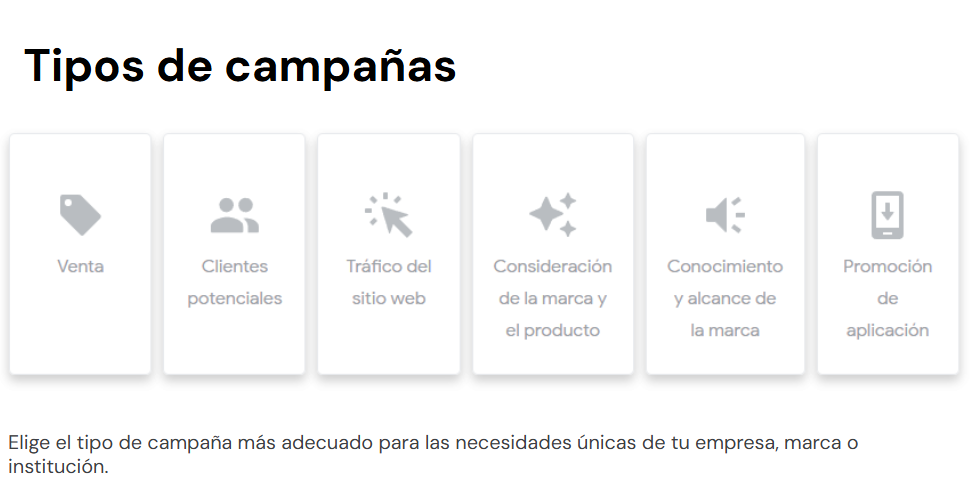 Tipos de campañas
Venta
Clientes
potenciales
Tráfico del
sitio web
Consideración
de la marca y
el producto
Conocimiento
y alcance de
la marca
Promoción
de
aplicación
Elige el tipo de campaña más adecuado para las necesidades únicas de tu empresa, marca o
institución.